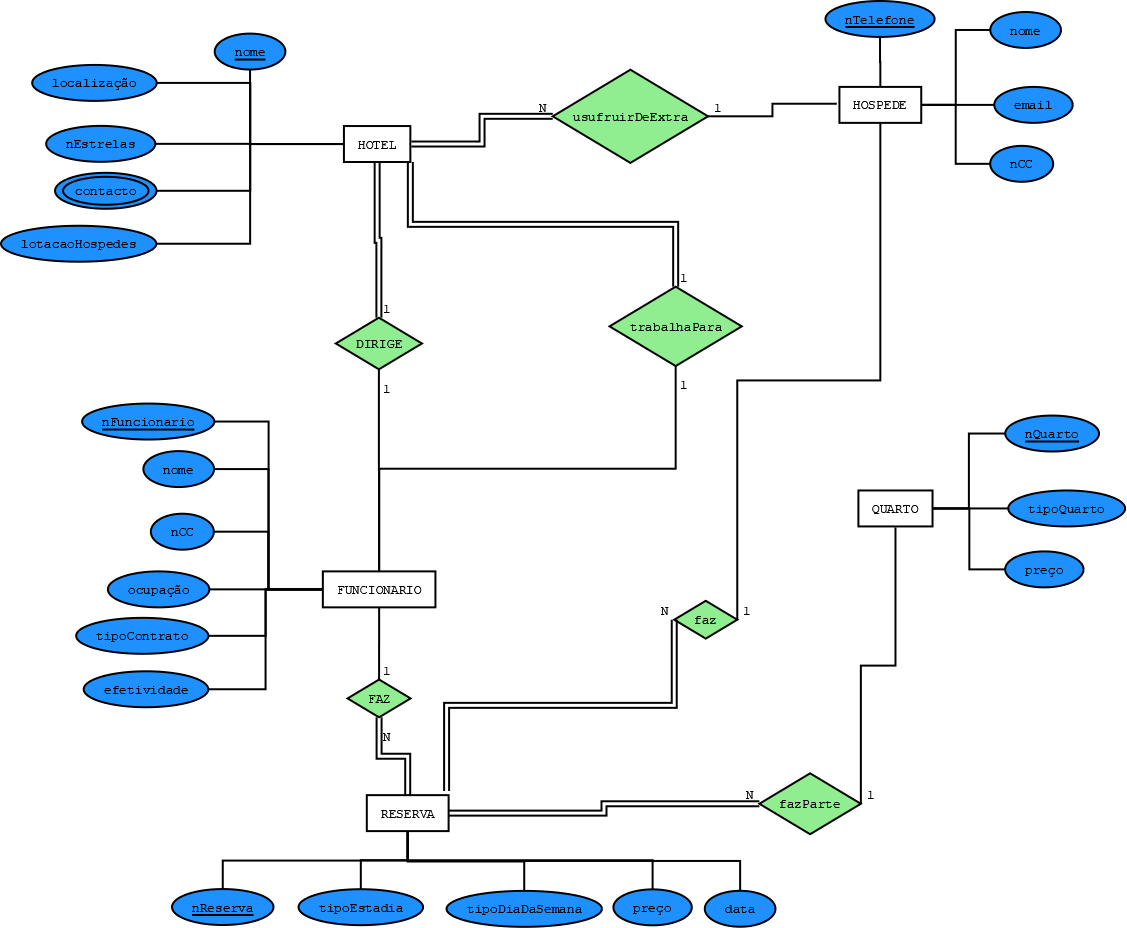 nTelefone
nome
nome
localização
email
HOSPEDE
N
1
usufruirDeExtra
nEstrelas
HOTEL
nCC
contacto
lotacaoHospedes
1
1
trabalhaPara
DIRIGE
1
1
nFuncionario
nQuarto
nome
QUARTO
tipoQuarto
nCC
preço
ocupação
FUNCIONARIO
N
1
faz
tipoContrato
1
efetividade
FAZ
N
N
1
fazParte
RESERVA
nReserva
tipoEstadia
tipoDiaDaSemana
preço
data